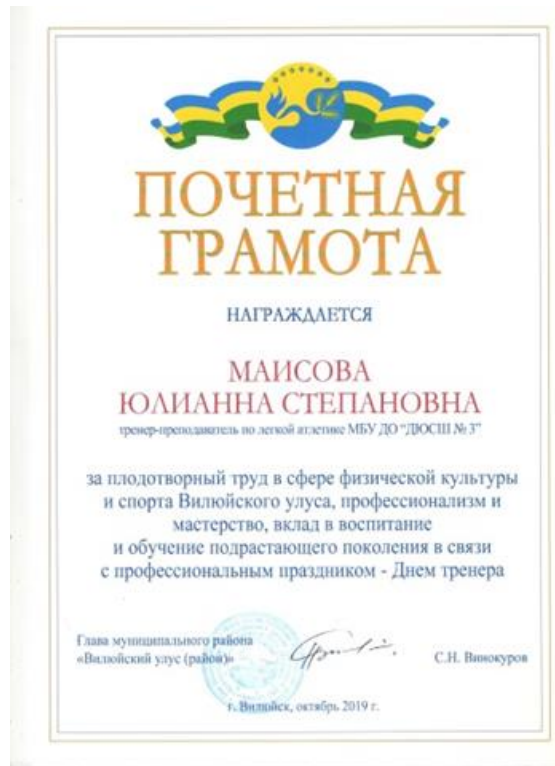 ПОЧЕТНАЯ
ГРАМОТА
НАГРАЖДАЕТСЯ
МАИСОВА
ЮЛИАННА СТЕПАНОВНА
тренер-преподаватель по легкой атлетике МБУ ДО "ДЮСШ № 3"
за плодотворный труд в сфере физической культуры
и спорта Вилюйского улуса, профессионализм и
мастерство, вклад в воспитание
и обучение подрастающего поколения в связи
с профессиональным праздником - Днем тренера
Глава муниципального района
«Вилюйский улус (район)»
С.Н. Винокуров
г. Вилюйск, октябрь 2019 г.